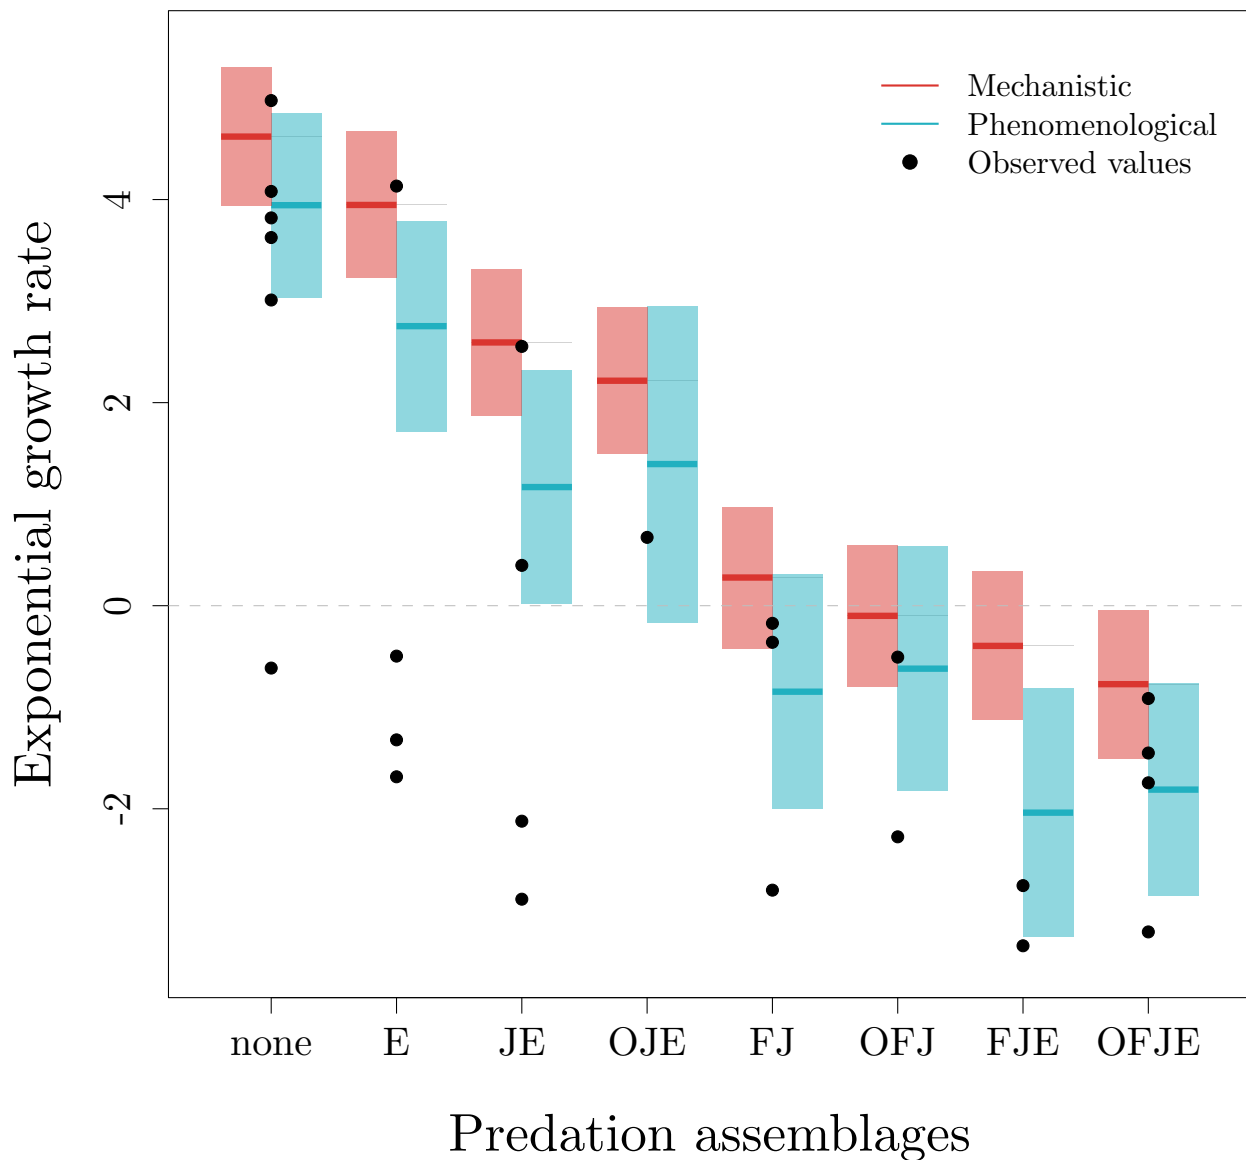 Mechanistic
Phenomenological
Observed values
Exponential growth rate
4
2
0
-2
none E JE OJE FJ OFJ FJE OFJE
Predation assemblages